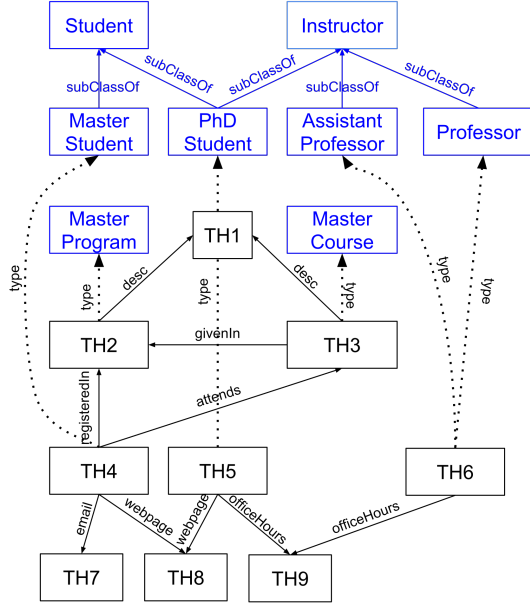 Student
Instructor
subClassOf
subClassOf
subClassOf
subClassOf
subClassOf
Master
Student
PhD
Student
Assistant
Professor
Professor
Master
Program
TH1
Master
Course
type
type
desc
type
desc
type
type
type
TH2
givenIn
TH3
registeredIn
attends
TH4
TH5
TH6
email
webpage
webpage
officeHours
officeHours
TH7
TH8
TH9